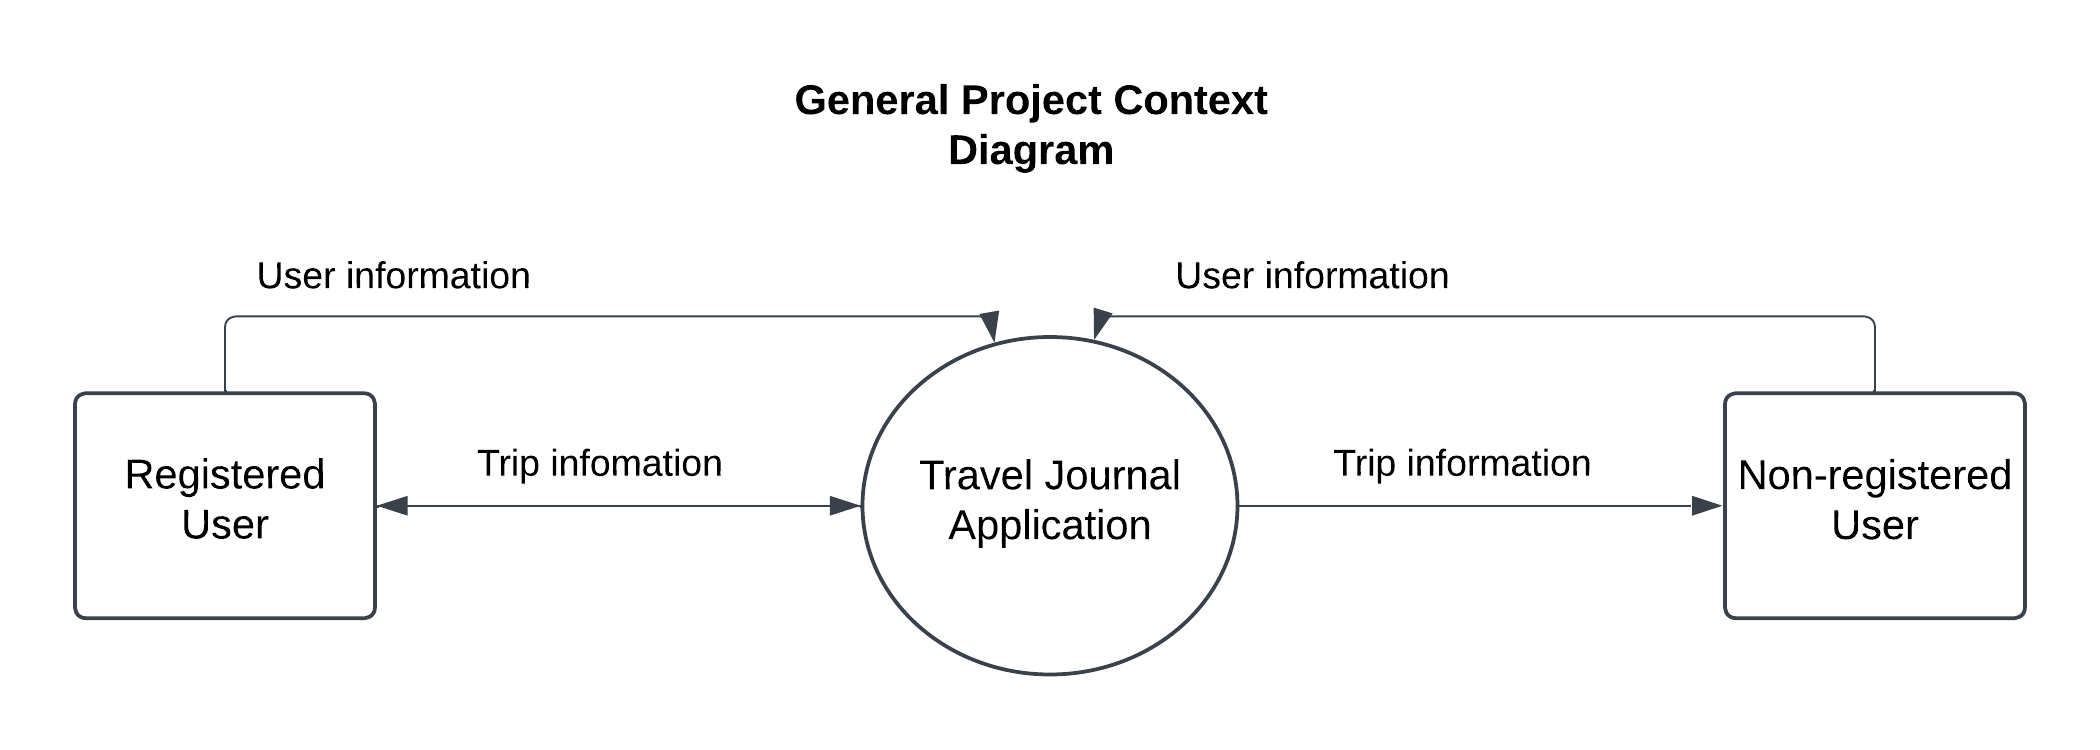 General Project Context
Diagram
User information
User information
Trip infomation
Trip information
Registered
User
Travel Journal
Application
Non-registered
User